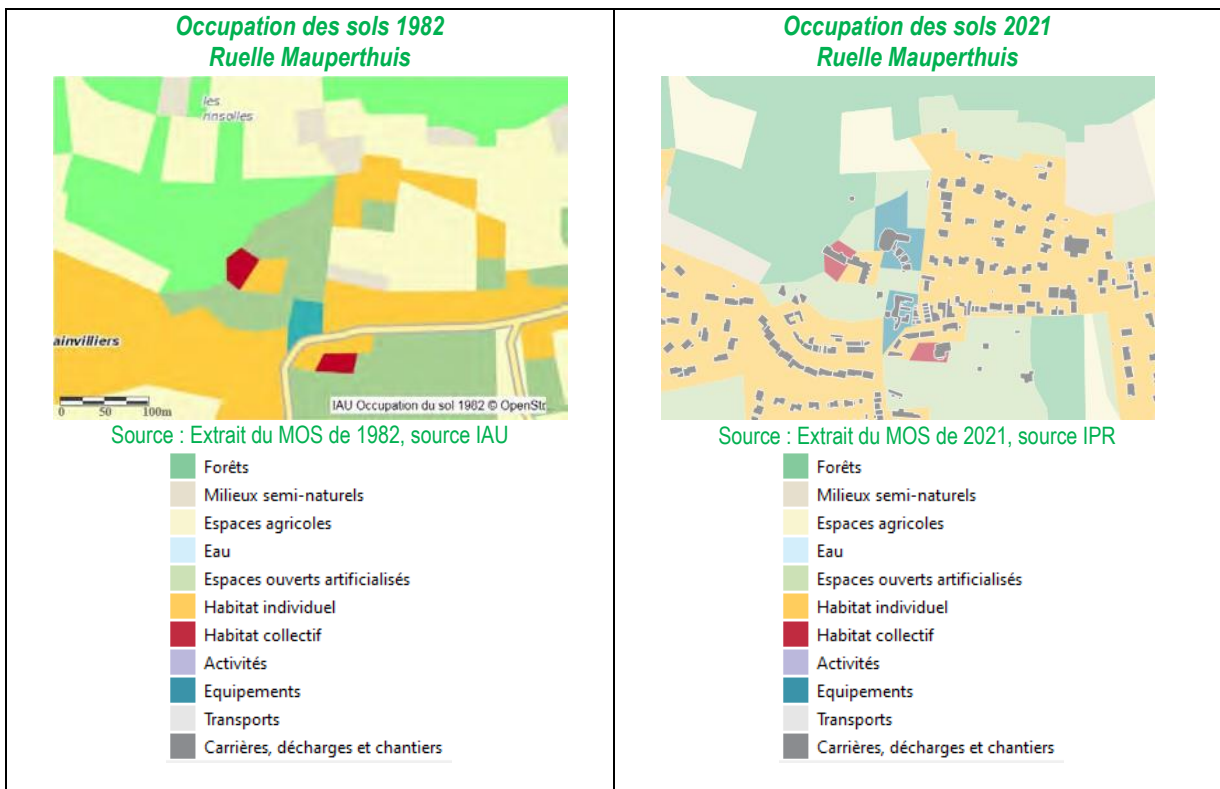 Occupation des sols 1982
Ruelle Mauperthuis
les
ainvilliers
0 50 100m
IAU Occupation du sol 1982 © OpenStr
Source : Extrait du MOS de 1982, source IAU
Forêts
Milieux semi-naturels
Espaces agricoles
Eau
Espaces ouverts artificialisés
Habitat individuel
Habitat collectif
Activités
Equipements
Transports
Carrières, décharges et chantiers
Occupation des sols 2021
Ruelle Mauperthuis
Source : Extrait du MOS de 2021, source IPR
Forêts
Milieux semi-naturels
Espaces agricoles
Eau
Espaces ouverts artificialisés
Habitat individuel
Habitat collectif
Activités
Equipements
Transports
Carrières, décharges et chantiers